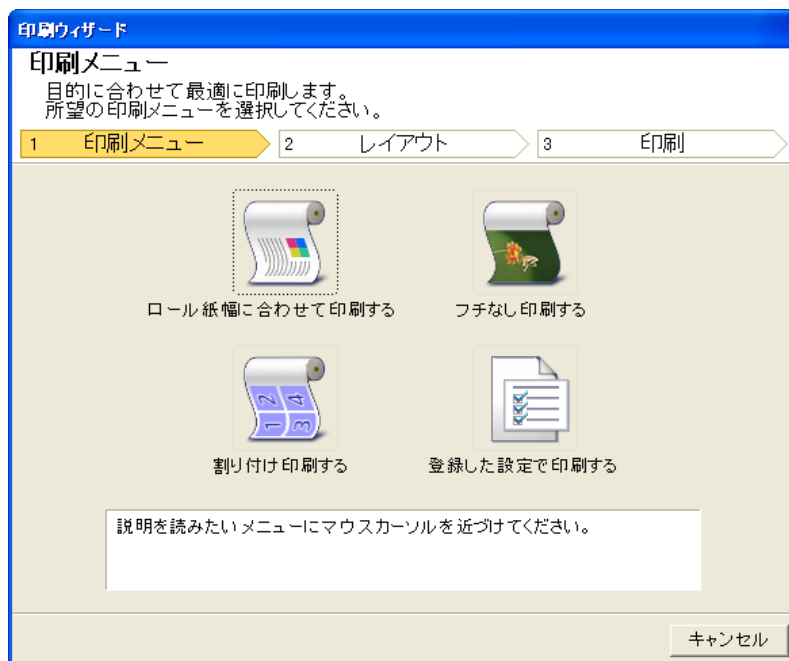 印刷ウィザード
印刷メニュー
目的に合わせて最適に印刷します。
所望の印刷メニューを選択してください。
1 印刷メニュー 2 レイアウト 3 印刷
ロール紙幅に合わせて印刷する フチなし印刷する
1 2 3 4
割り付け印刷する 登録した設定で印刷する
説明を読みたいメニューにマウスカーソルを近づけてください。
キャンセル